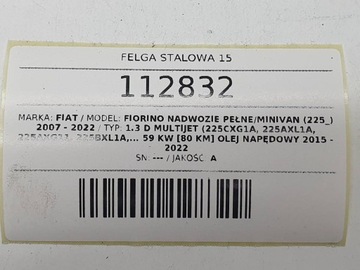 FELGA STALOWA 15
112832
MARKA: FIAT / MODEL: FIORINO NADWOZIE PEŁNE/MINIVAN (225_)
2007 - 2022 / TYP: 1.3 D MULTIJET (225CXG1A, 225AXL1A,
225BXL1A,... 59 KW [80 KM] OLEJ NAPĘDOWY 2015 -
2022
SN: --- / JAKOŚĆ: A